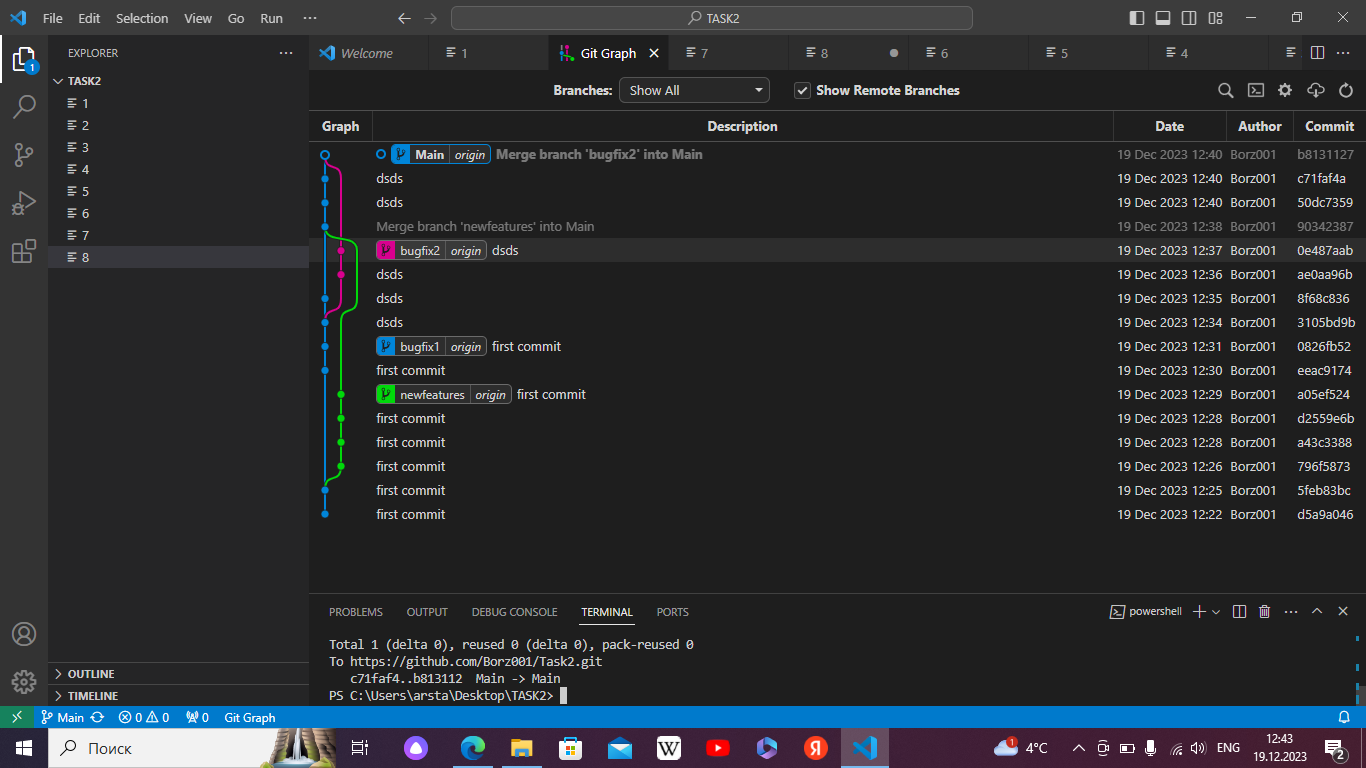 File Edit Selection View Go Run ··· TASK2
EXPLORER ···
TASK2
1
2
3
4
5
6
7
8
OUTLINE
TIMELINE
Welcome 1 Git Graph 7 8 6 5 4 ···
Branches: Show All Show Remote Branches
Graph Description Date Author Commit
Main origin Merge branch 'bugfix2' into Main 19 Dec 2023 12:40 Borz001 b8131127
dsds 19 Dec 2023 12:40 Borz001 c71faf4a
dsds 19 Dec 2023 12:40 Borz001 50dc7359
Merge branch 'newfeatures' into Main 19 Dec 2023 12:38 Borz001 90342387
bugfix2 origin dsds 19 Dec 2023 12:37 Borz001 0e487aab
dsds 19 Dec 2023 12:36 Borz001 ae0aa96b
dsds 19 Dec 2023 12:35 Borz001 8f68c836
dsds 19 Dec 2023 12:34 Borz001 3105bd9b
bugfix1 origin first commit 19 Dec 2023 12:31 Borz001 0826fb52
first commit 19 Dec 2023 12:30 Borz001 eeac9174
newfeatures origin first commit 19 Dec 2023 12:29 Borz001 a05ef524
first commit 19 Dec 2023 12:28 Borz001 d2559e6b
first commit 19 Dec 2023 12:28 Borz001 a43c3388
first commit 19 Dec 2023 12:26 Borz001 796f5873
first commit 19 Dec 2023 12:25 Borz001 5feb83bc
first commit 19 Dec 2023 12:22 Borz001 d5a9a046
PROBLEMS OUTPUT DEBUG CONSOLE TERMINAL PORTS powershell ···
Total 1 (delta 0), reused 0 (delta 0), pack-reused 0
To https://github.com/Borz001/Task2.git
c71faf4..b813112 Main -> Main
PS C:\Users\arsta\Desktop\TASK2>
Main 0 0 0 Git Graph
Поиск W Я 1 4°C ENG 12:43
19.12.2023 2